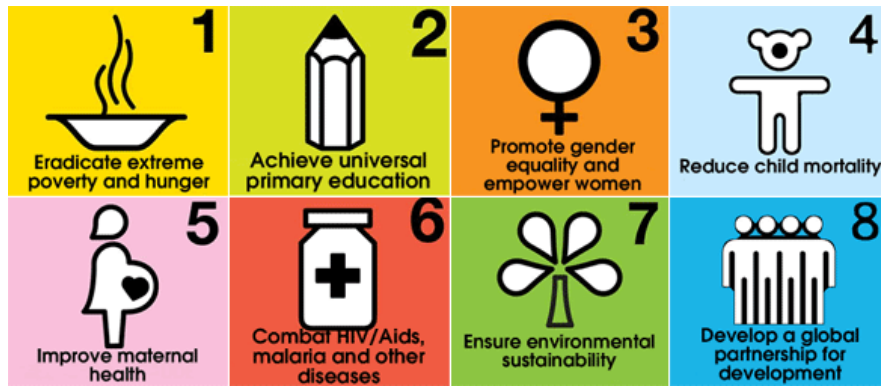 1
Eradicate extreme
poverty and hunger
2
Achieve universal
primary education
3
Promote gender
equality and
empower women
4
Reduce child mortality
5
Improve maternal
health
6
Combat HIV/Aids,
malaria and other
diseases
7
Ensure environmental
sustainability
8
Develop a global
partnership for
development